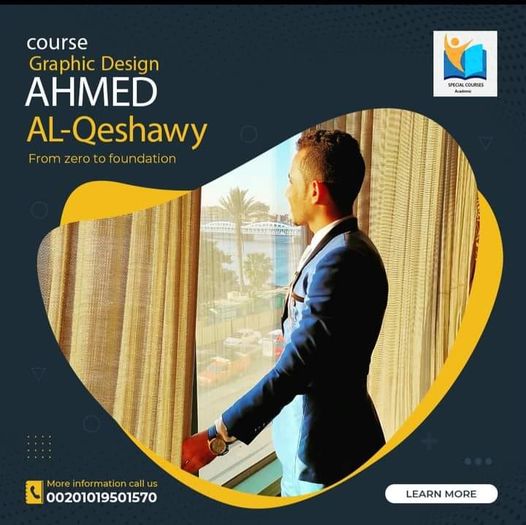 course
Graphic Design
AHMED
AL-Qeshawy
From zero to foundation
SPECIAL COURSES
Academic
More information call us
00201019501570
LEARN MORE